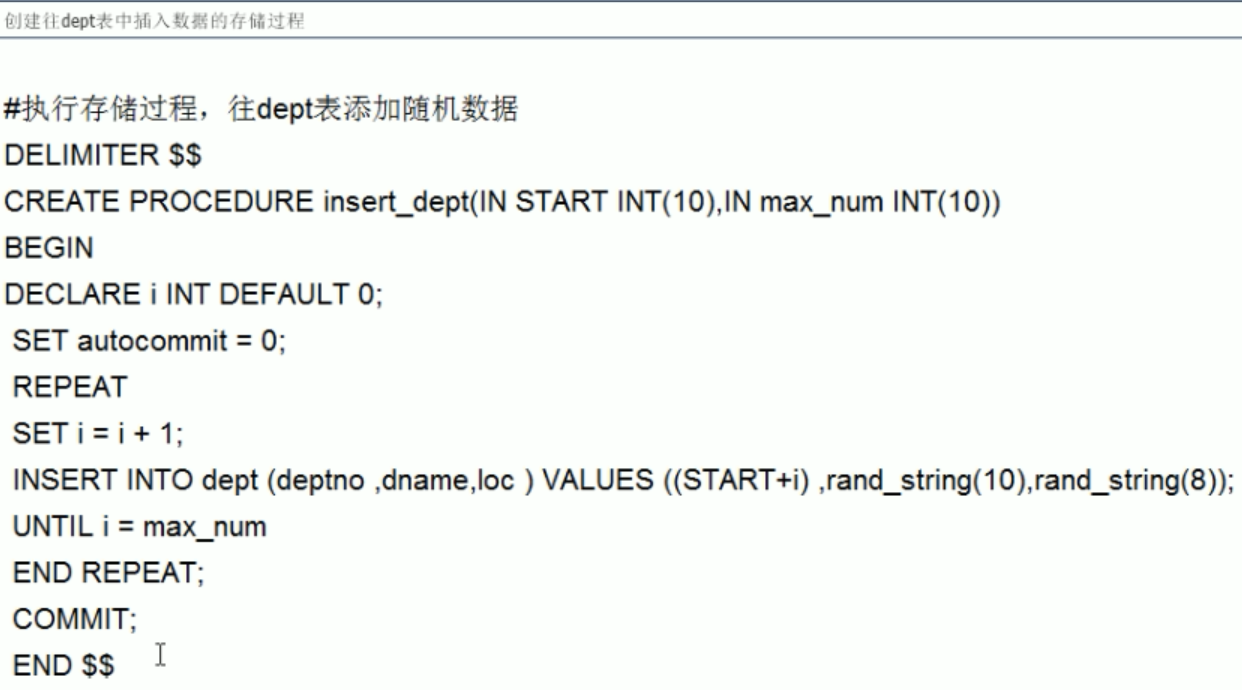 创建往dept表中插入数据的存储过程
#执行存储过程，往dept表添加随机数据
DELIMITER $$
CREATE PROCEDURE insert_dept(IN START INT(10),IN max_num INT(10))
BEGIN
DECLARE i INT DEFAULT 0;
SET autocommit = 0;
REPEAT
SET i = i + 1;
INSERT INTO dept (deptno ,dname,loc ) VALUES ((START+i) ,rand_string(10),rand_string(8));
UNTIL i = max_num
END REPEAT;
COMMIT;
END $$